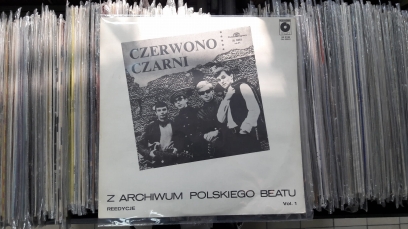 CZERWONO
CZARNI
Z ARCHIWUM POLSKIEGO BEATU
REEDYCJE
Vol. 1